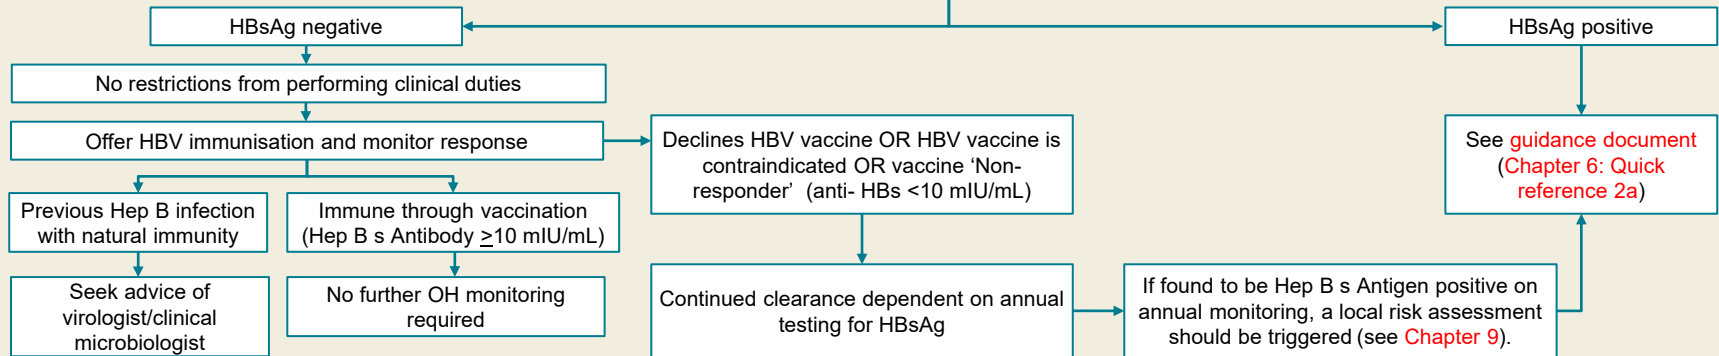 HBsAg negative
HBsAg positive
No restrictions from performing clinical duties
Offer HBV immunisation and monitor response
Declines HBV vaccine OR HBV vaccine is
contraindicated OR vaccine ‘Non-
responder’ (anti- HBs <10 mIU/mL)
See guidance document
(Chapter 6: Quick
reference 2a)
Previous Hep B infection
with natural immunity
Immune through vaccination
(Hep B s Antibody >10 mIU/mL)
Seek advice of
virologist/clinical
microbiologist
No further OH monitoring
required
Continued clearance dependent on annual
testing for HBsAg
If found to be Hep B s Antigen positive on
annual monitoring, a local risk assessment
should be triggered (see Chapter 9).